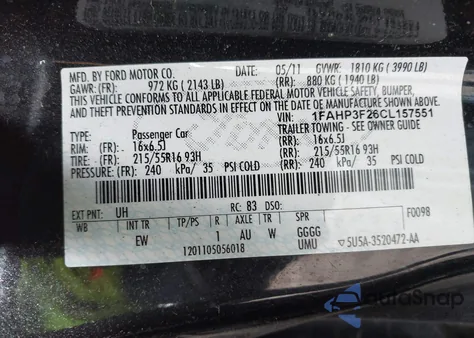 MFD. BY FORD MOTOR CO. DATE: 05/11 GVWR: 1810 KG ( 3990 LB)
GAWR: (FR): 972 KG ( 2143 LB) (RR): 880 KG ( 1940 LB)
THIS VEHICLE CONFORMS TO ALL APPLICABLE FEDERAL MOTOR VEHICLE SAFETY, BUMPER,
AND THEFT PREVENTION STANDARDS IN EFFECT ON THE DATE OF MANUFACTURE SHOWN ABOVE.
VIN: 1FAHP3F26CL157551
TYPE: Passenger Car TRAILER TOWING - SEE OWNER GUIDE
RIM: (FR) - 16x6.5J (RR) - 16x6.5J
TIRE: (FR) - 215/55R16 93H (RR) - 215/55R16 93H
PRESSURE: (FR) - 240 kPa/ 35 PSI COLD (RR) - 240 kPa/ 35 PSI COLD
EXT PNT: UH RC: 83 DSO: F0098
WB INT TR TP/PS R AXLE TR W SPR
EW 1 AU W GGGG
1201105056018 UMU 5U5A-3520472-AA
AutoSnap